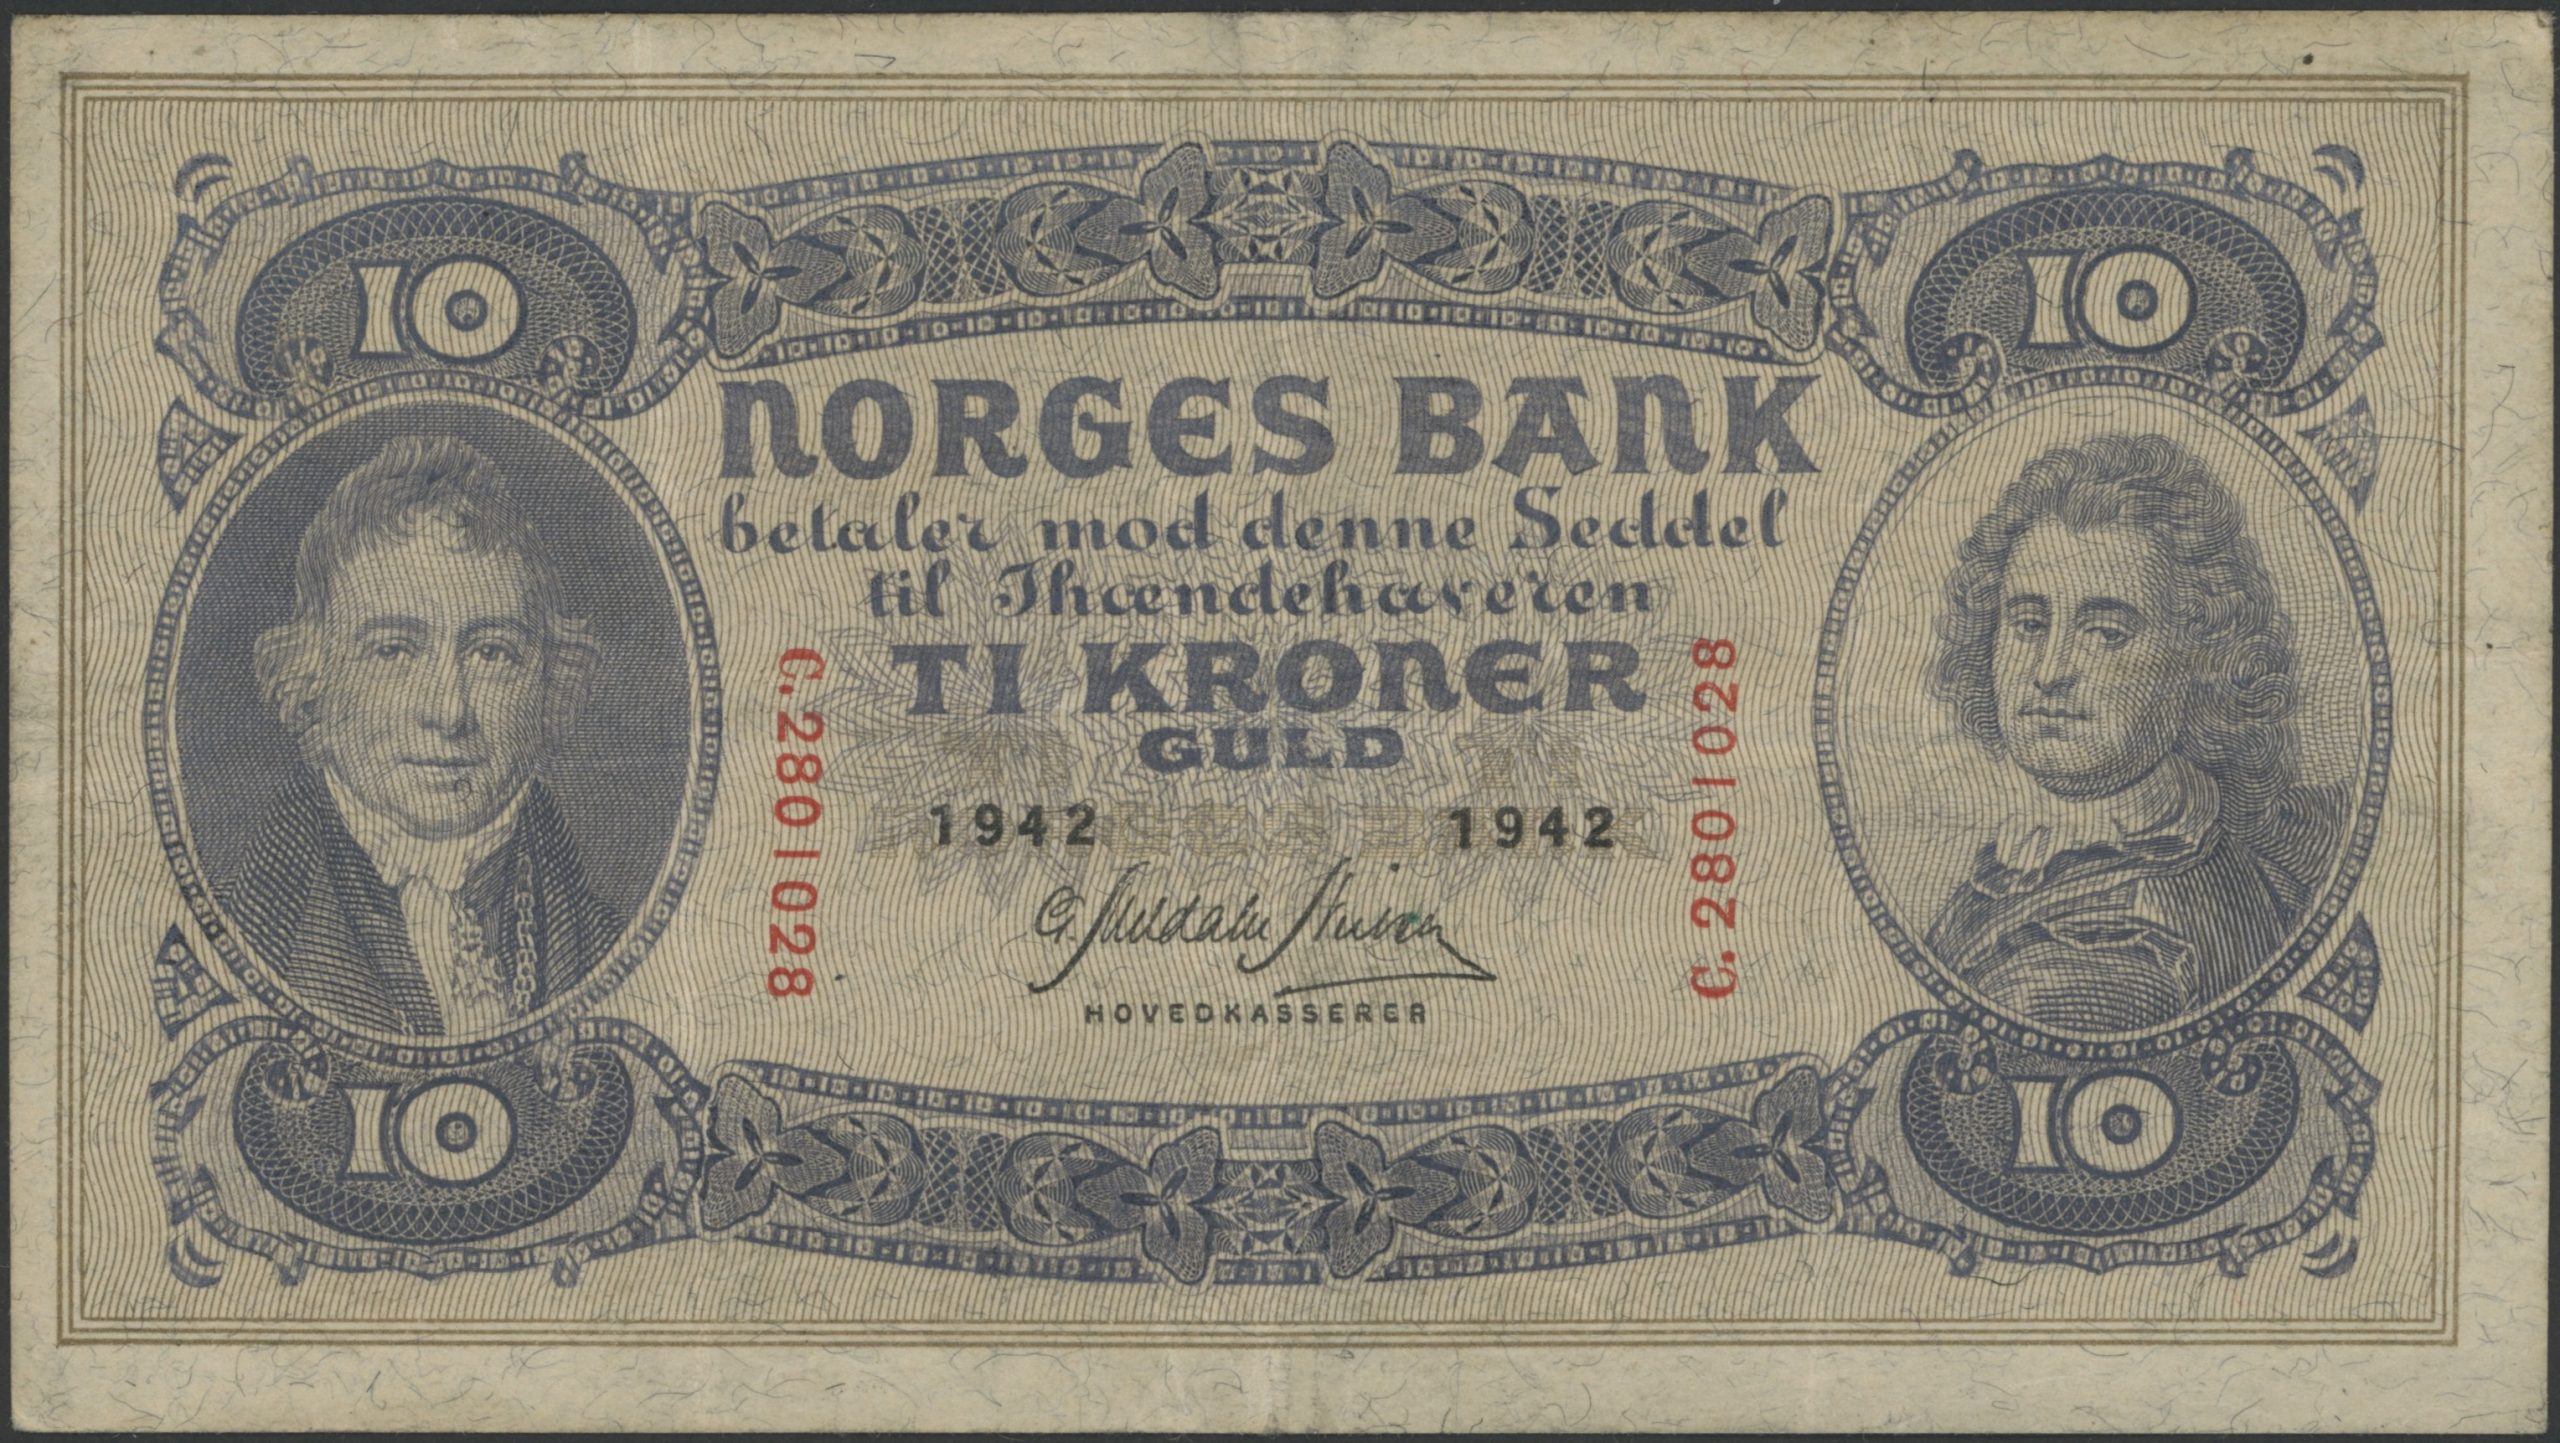 10
10
NORGES BANK
betaler mod denne Seddel
til Ihændehaveren
TI KRONER
GULD
C.2801028
C.2801028
1942 1942
G.
HOVEDKASSERER
10
10